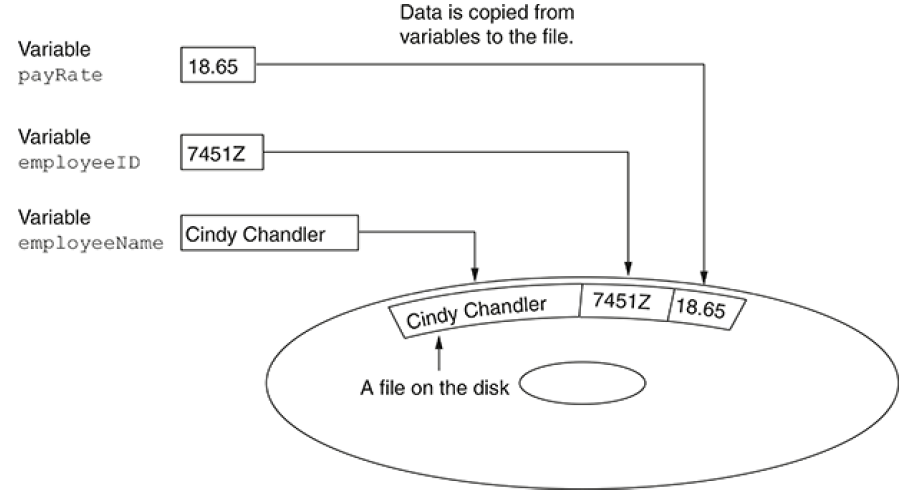 Data is copied from
variables to the file.
Variable
payRate
18.65
Variable
employeeID
7451Z
Variable
employeeName
Cindy Chandler
Cindy Chandler
7451Z
18.65
A file on the disk